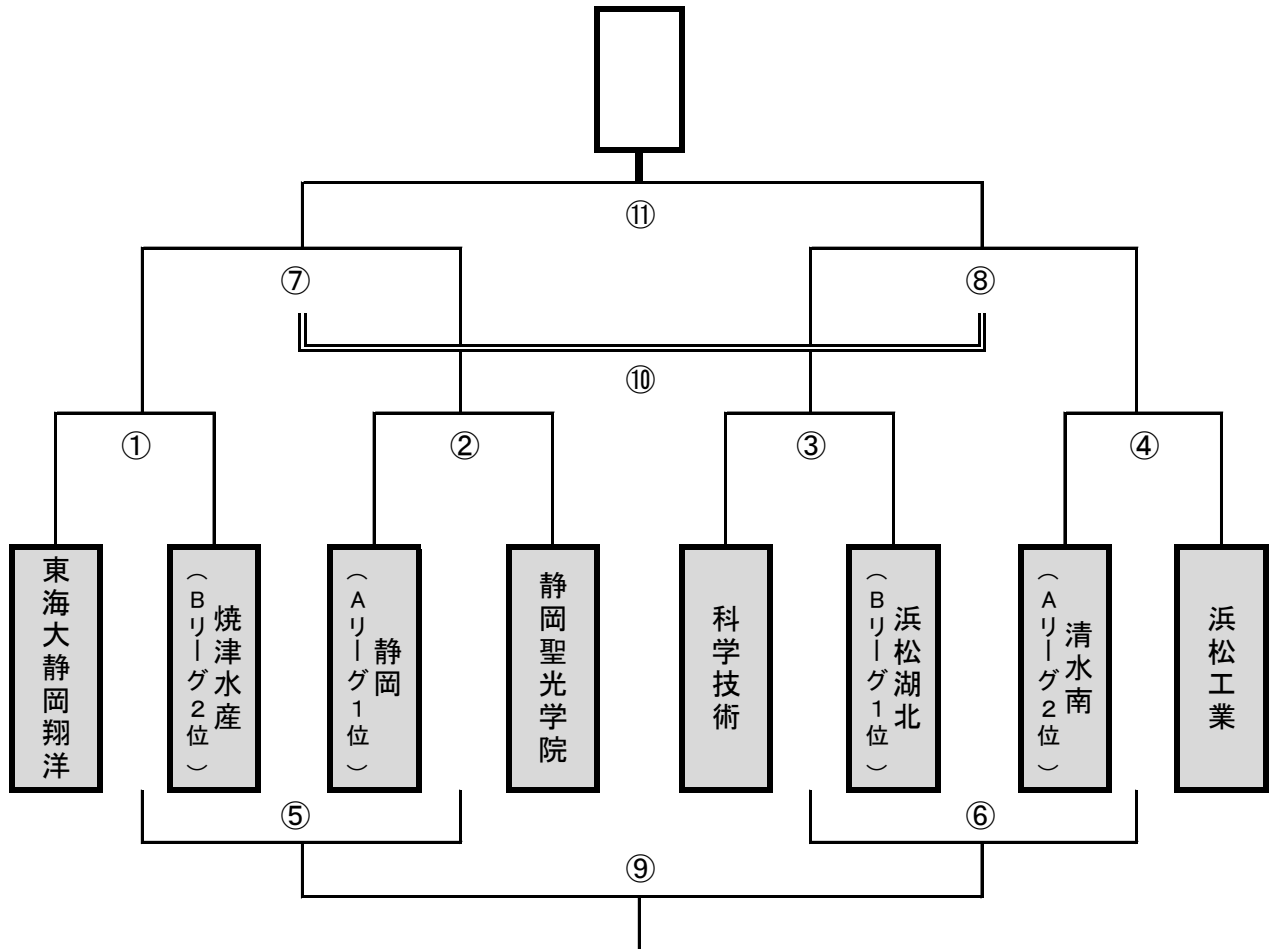 ⑪
⑦
⑧
⑩
①
②
③
④
東海大静岡翔洋
焼津水産
（Bリーグ2位）
静岡
（Aリーグ1位）
静岡聖光学院
科学技術
浜松湖北
（Bリーグ1位）
清水南
（Aリーグ2位）
浜松工業
⑤
⑥
⑨